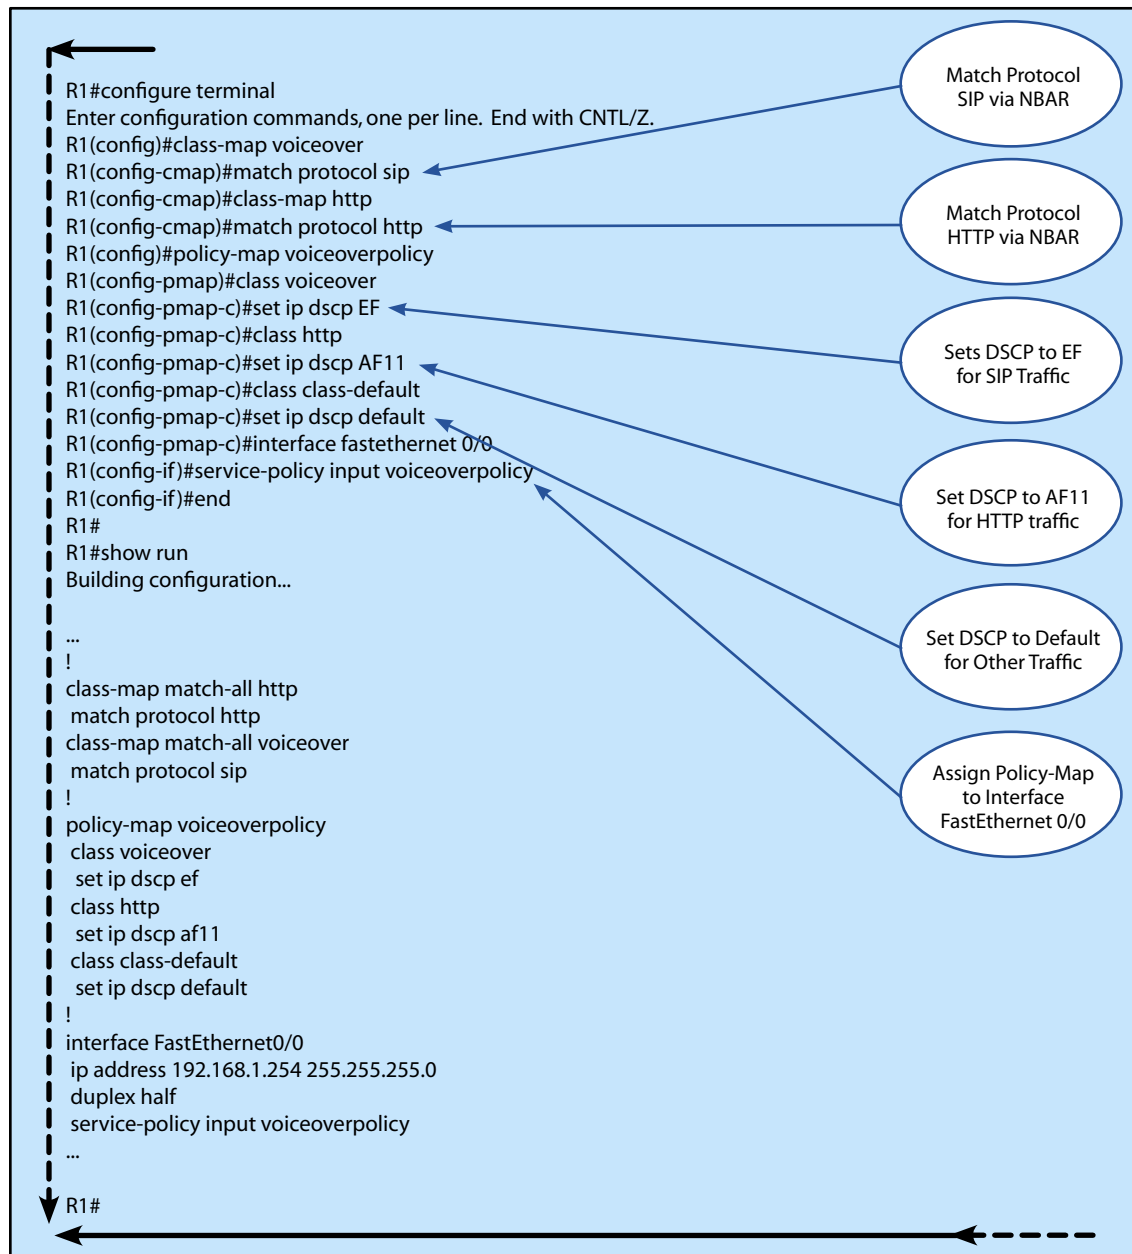 R1#configure terminal
Enter configuration commands, one per line.  End with CNTL/Z.
R1(config)#class-map voiceover
R1(config-cmap)#match protocol sip
R1(config-cmap)#class-map http
R1(config-cmap)#match protocol http
R1(config)#policy-map voiceoverpolicy
R1(config-pmap)#class voiceover
R1(config-pmap-c)#set ip dscp EF
R1(config-pmap-c)#class http
R1(config-pmap-c)#set ip dscp AF11
R1(config-pmap-c)#class class-default
R1(config-pmap-c)#set ip dscp default
R1(config-pmap-c)#interface fastethernet 0/0
R1(config-if)#service-policy input voiceoverpolicy
R1(config-if)#end
R1#
R1#show run
Building configuration...
...
!
class-map match-all http
match protocol http
class-map match-all voiceover
match protocol sip
!
policy-map voiceoverpolicy
class voiceover
set ip dscp ef
class http
set ip dscp af11
class class-default
set ip dscp default
!
interface FastEthernet0/0
ip address 192.168.1.254 255.255.255.0
duplex half
service-policy input voiceoverpolicy
...
R1#
Match Protocol
SIP via NBAR
Match Protocol
HTTP via NBAR
Sets DSCP to EF
for SIP Traffic
Set DSCP to AF11
for HTTP traffic
Set DSCP to Default
for Other Traffic
Assign Policy-Map
to Interface
FastEthernet 0/0